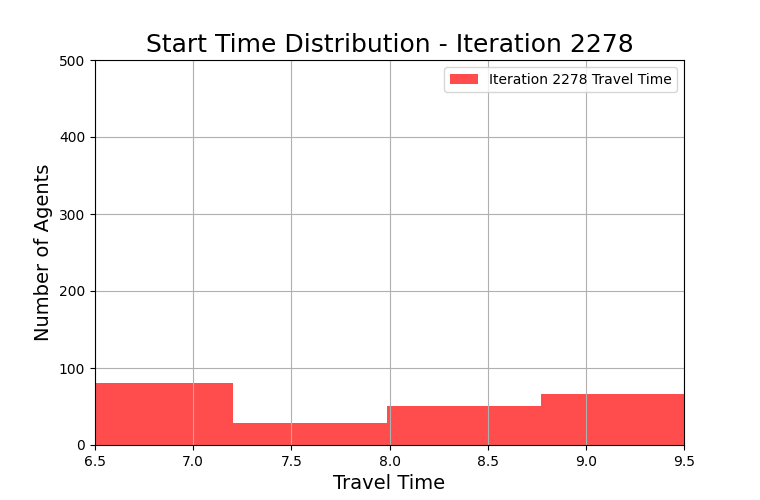 Start Time Distribution - Iteration 2278
Iteration 2278 Travel Time
Number of Agents
500
400
300
200
100
0
6.5 7.0 7.5 8.0 8.5 9.0 9.5
Travel Time